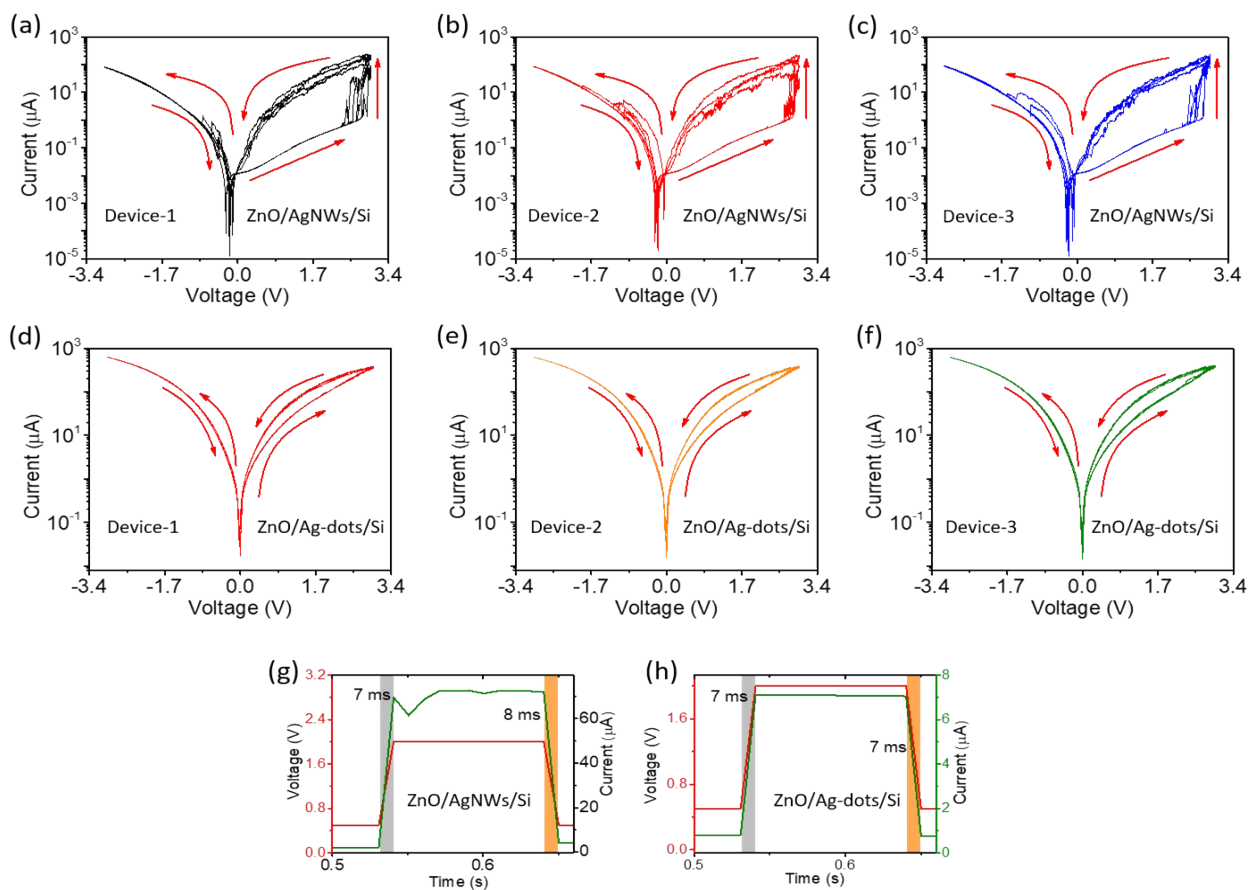 (a)
10³
10¹
10⁻¹
10⁻³
10⁻⁵
Current (µA)
Device-1
ZnO/AgNWs/Si
-3.4 -1.7 0.0 1.7 3.4
Voltage (V)
(b)
10³
10¹
10⁻¹
10⁻³
10⁻⁵
Current (µA)
Device-2
ZnO/AgNWs/Si
-3.4 -1.7 0.0 1.7 3.4
Voltage (V)
(c)
10³
10¹
10⁻¹
10⁻³
10⁻⁵
Current (µA)
Device-3
ZnO/AgNWs/Si
-3.4 -1.7 0.0 1.7 3.4
Voltage (V)
(d)
10³
10¹
10⁻¹
Current (µA)
Device-1
ZnO/Ag-dots/Si
-3.4 -1.7 0.0 1.7 3.4
Voltage (V)
(e)
10³
10¹
10⁻¹
Current (µA)
Device-2
ZnO/Ag-dots/Si
-3.4 -1.7 0.0 1.7 3.4
Voltage (V)
(f)
10³
10¹
10⁻¹
Current (µA)
Device-3
ZnO/Ag-dots/Si
-3.4 -1.7 0.0 1.7 3.4
Voltage (V)
(g)
3.2
2.4
1.6
0.8
0.0
Voltage (V)
7 ms
8 ms
ZnO/AgNWs/Si
60
40
20
0
Current (µA)
0.5 0.6
Time (s)
(h)
1.6
0.8
0.0
Voltage (V)
7 ms
7 ms
ZnO/Ag-dots/Si
8
6
4
2
0
Current (µA)
0.5 0.6
Time (s)